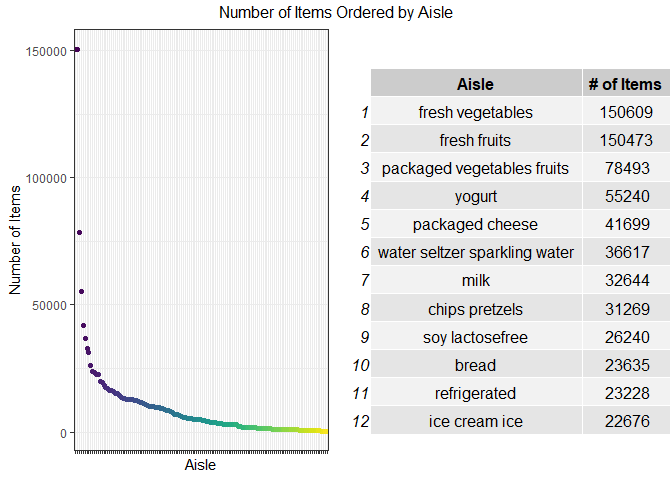 Number of Items Ordered by Aisle
Number of Items
150000
100000
50000
0
Aisle
Aisle # of Items
1 fresh vegetables 150609
2 fresh fruits 150473
3 packaged vegetables fruits 78493
4 yogurt 55240
5 packaged cheese 41699
6 water seltzer sparkling water 36617
7 milk 32644
8 chips pretzels 31269
9 soy lactosefree 26240
10 bread 23635
11 refrigerated 23228
12 ice cream ice 22676